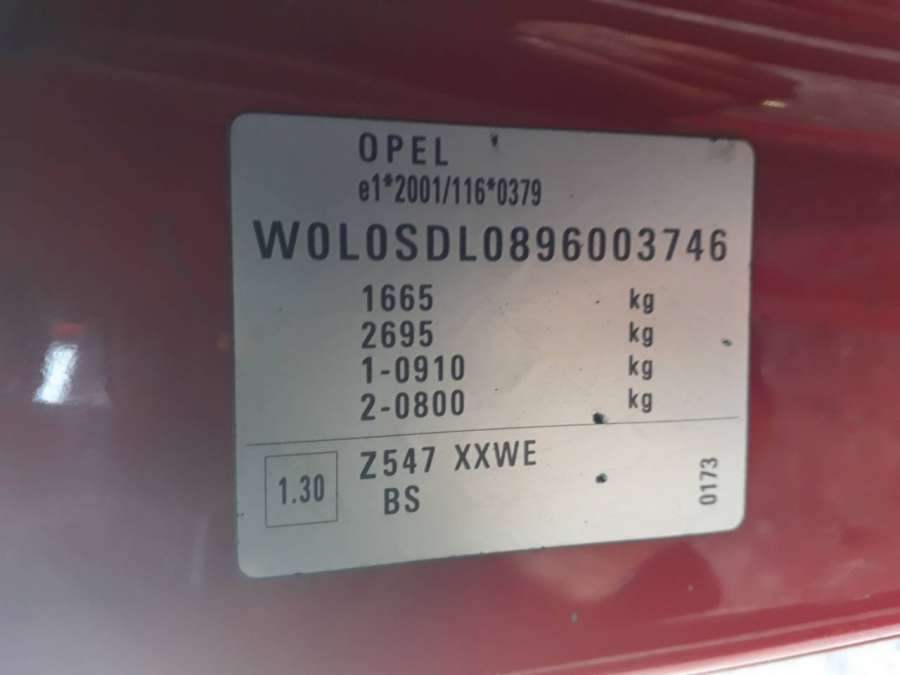 OPEL
e1*2001/116*0379
W0L0SDL0896003746
1665 kg
2695 kg
1-0910 kg
2-0800 kg
1.30 Z547 XXWE
BS
0173